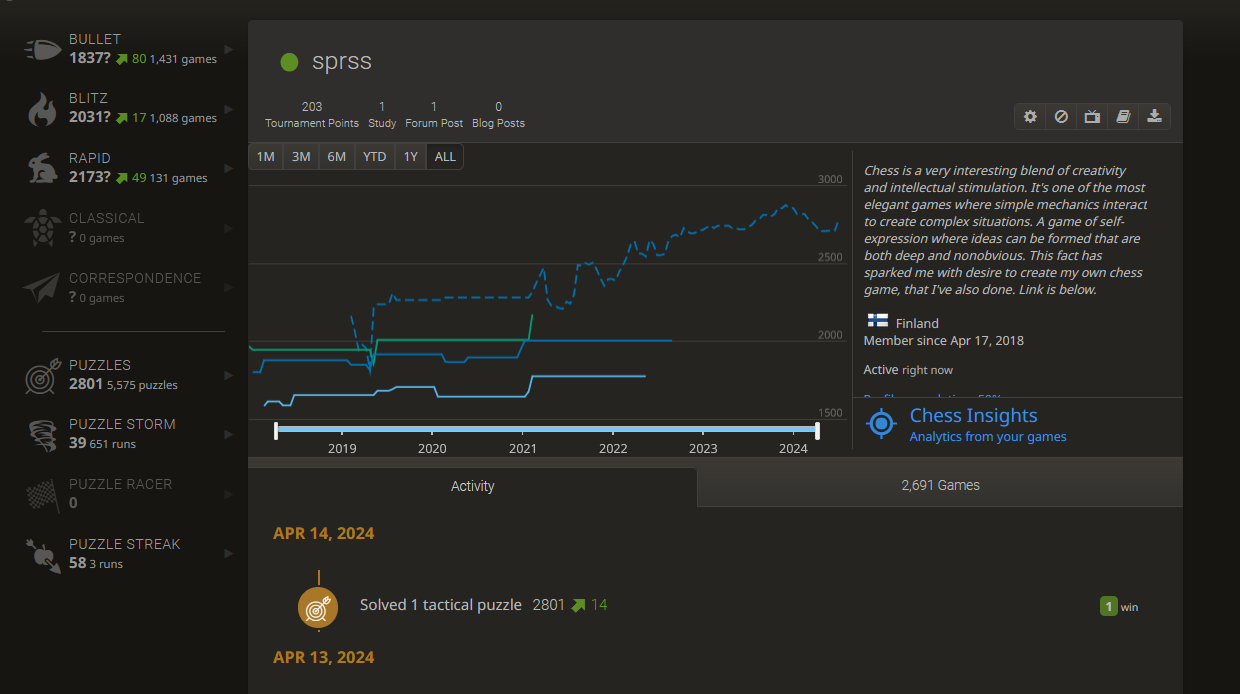 BULLET
1837? 80 1,431 games
BLITZ
2031? 17 1,088 games
RAPID
2173? 49 131 games
CLASSICAL
? 0 games
CORRESPONDENCE
? 0 games
PUZZLES
2801 5,575 puzzles
PUZZLE STORM
39 651 runs
PUZZLE RACER
0
PUZZLE STREAK
58 3 runs
sprss
203 1 1 0
Tournament Points Study Forum Post Blog Posts
1M 3M 6M YTD 1Y ALL
3000
2500
2000
1500
2019 2020 2021 2022 2023 2024
Chess is a very interesting blend of creativity
and intellectual stimulation. It's one of the most
elegant games where simple mechanics interact
to create complex situations. A game of self-
expression where ideas can be formed that are
both deep and nonobvious. This fact has
sparked me with desire to create my own chess
game, that I've also done. Link is below.
Finland
Member since Apr 17, 2018
Active right now
Chess Insights
Analytics from your games
Activity 2,691 Games
APR 14, 2024
Solved 1 tactical puzzle 2801 14 1 win
APR 13, 2024